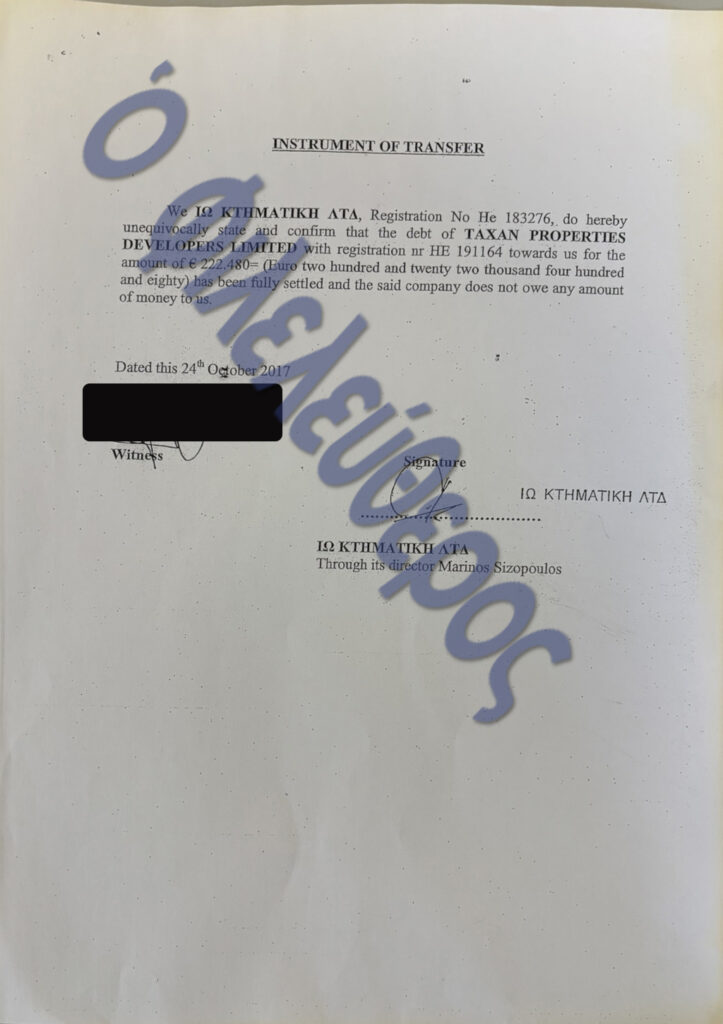 INSTRUMENT OF TRANSFER
We ΙΩ ΚΤΗΜΑΤΙΚΗ ΛΤΔ, Registration No He 183276, do hereby
unequivocally state and confirm that the debt of TAXAN PROPERTIES
DEVELOPERS LIMITED with registration nr HE 191164 towards us for the
amount of € 222.480= (Euro two hundred and twenty two thousand four hundred
and eighty) has been fully settled and the said company does not owe any amount
of money to us.
Dated this 24th October 2017
Witness
Signature
ΙΩ ΚΤΗΜΑΤΙΚΗ ΛΤΔ
ΙΩ ΚΤΗΜΑΤΙΚΗ ΛΤΔ
Through its director Marinos Sizopoulos
ὁ Φιλελεύθερος